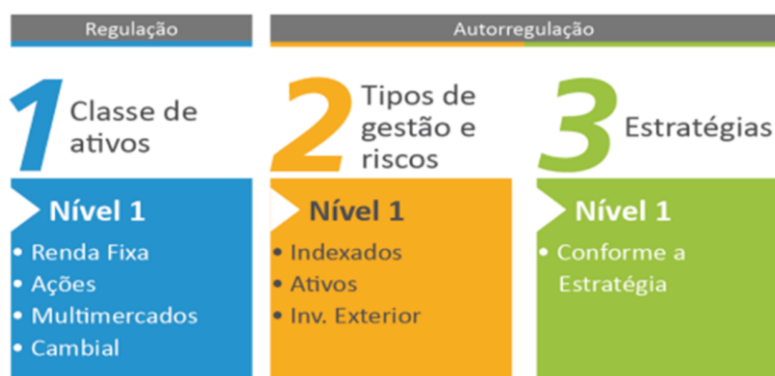 Regulação
Autorregulação
1
Classe de
ativos
2
Tipos de
gestão e
riscos
3
Estratégias
Nível 1
• Renda Fixa
• Ações
• Multimercados
• Cambial
Nível 1
• Indexados
• Ativos
• Inv. Exterior
Nível 1
• Conforme a
Estratégia